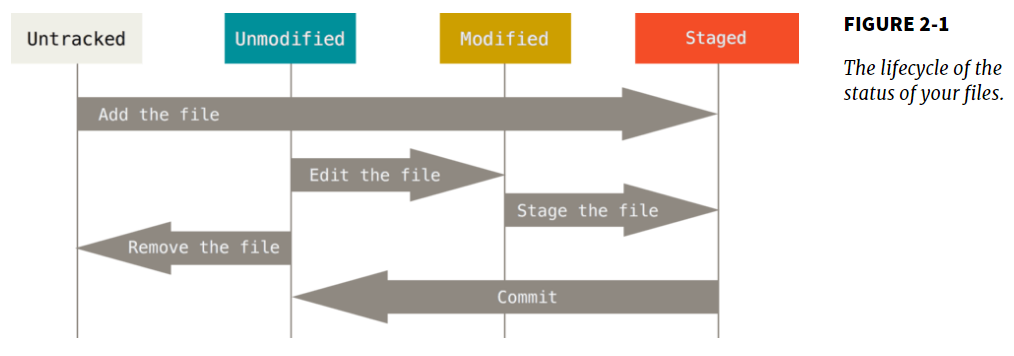 Untracked
Unmodified
Modified
Staged
FIGURE 2-1
The lifecycle of the
status of your files.
Add the file
Edit the file
Stage the file
Remove the file
Commit